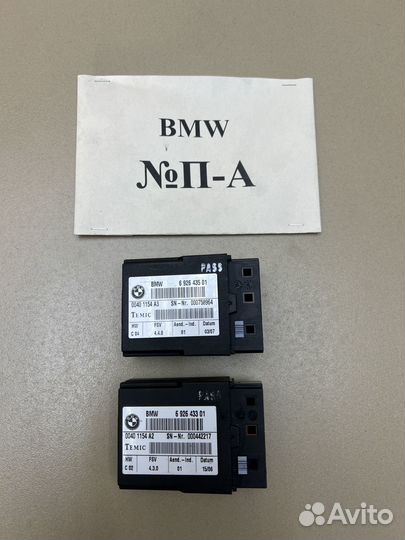 BMW
№П-А
PASS
BMW 6 926 435 01
0040 1154 A3 SN-Nr. 000758964
TEMIC
HW FSV Aend.-Ind. Datum
C 04 4.4.0 01 03/07
PASS
BMW 6 926 433 01
0040 1154 A2 SN-Nr. 000442217
TEMIC
HW FSV Aend.-Ind. Datum
C 02 4.3.0 01 15/06
Avito